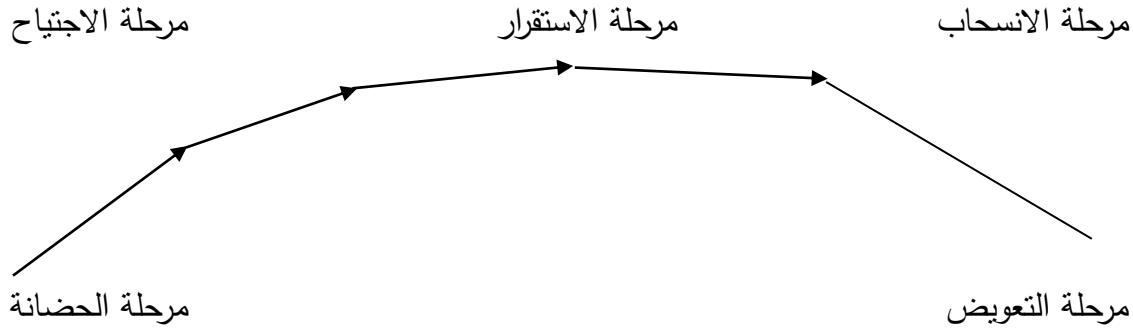 مرحلة الانسحاب
مرحلة الاستقرار
مرحلة الاجتياح
مرحلة التعويض
مرحلة الحضانة